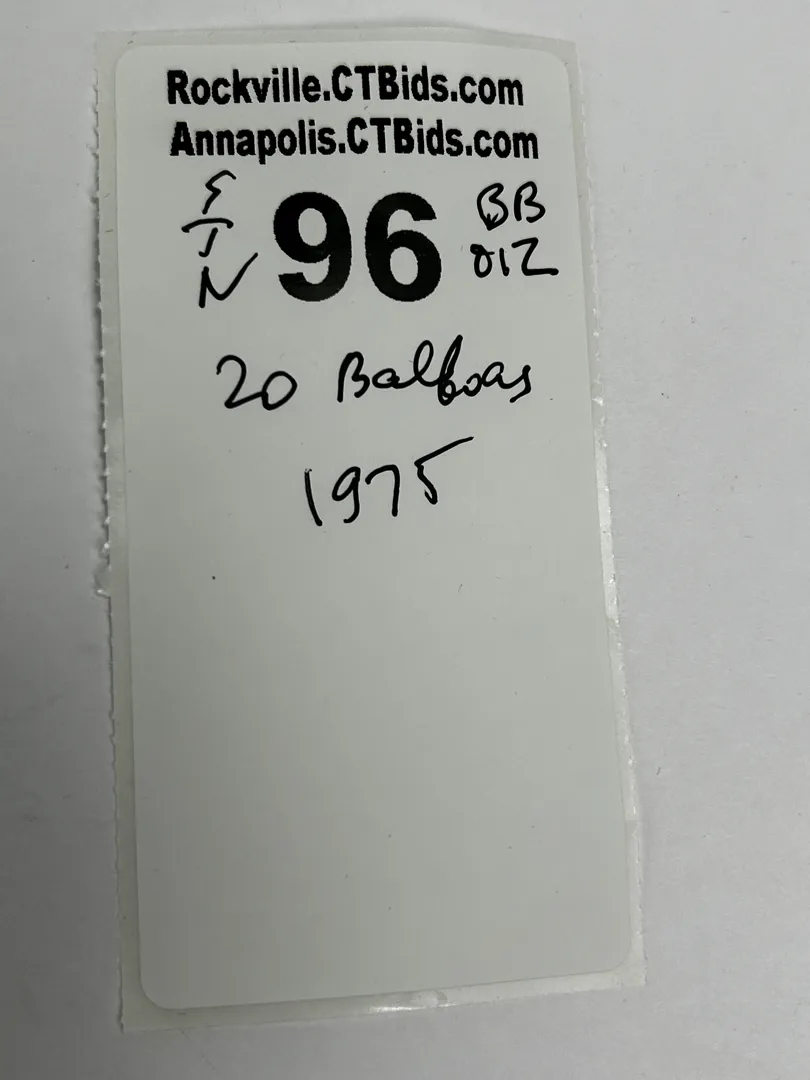 Rockville.CTBids.com
Annapolis.CTBids.com
96
BB
012
20 Balboas
1975